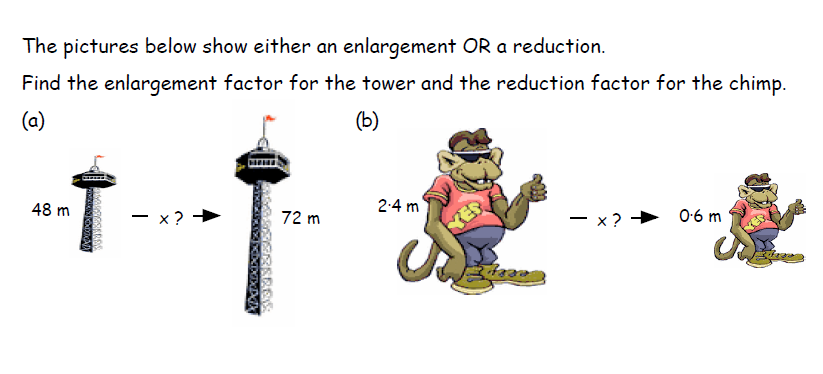 The pictures below show either an enlargement OR a reduction.
Find the enlargement factor for the tower and the reduction factor for the chimp.
(a) (b)
48 m — x ? → 72 m 2·4 m YES — x ? → 0·6 m YES